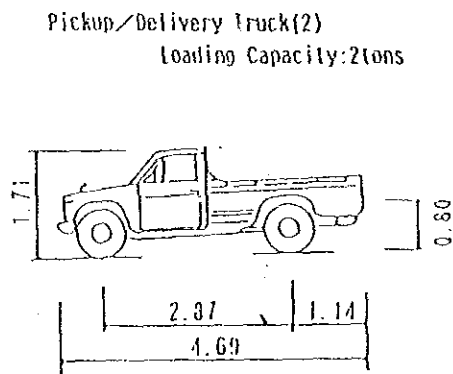 Pickup/Delivery Truck(2)
Loading Capacity:2tons
1.71
0.80
2.87
1.14
4.69